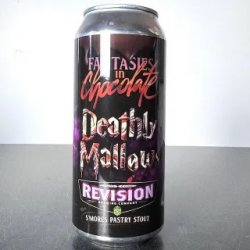 FANTASIES
in
Chocolate
Deathly
Mallows
REVISION
BREWING COMPANY
S'MORES PASTRY STOUT